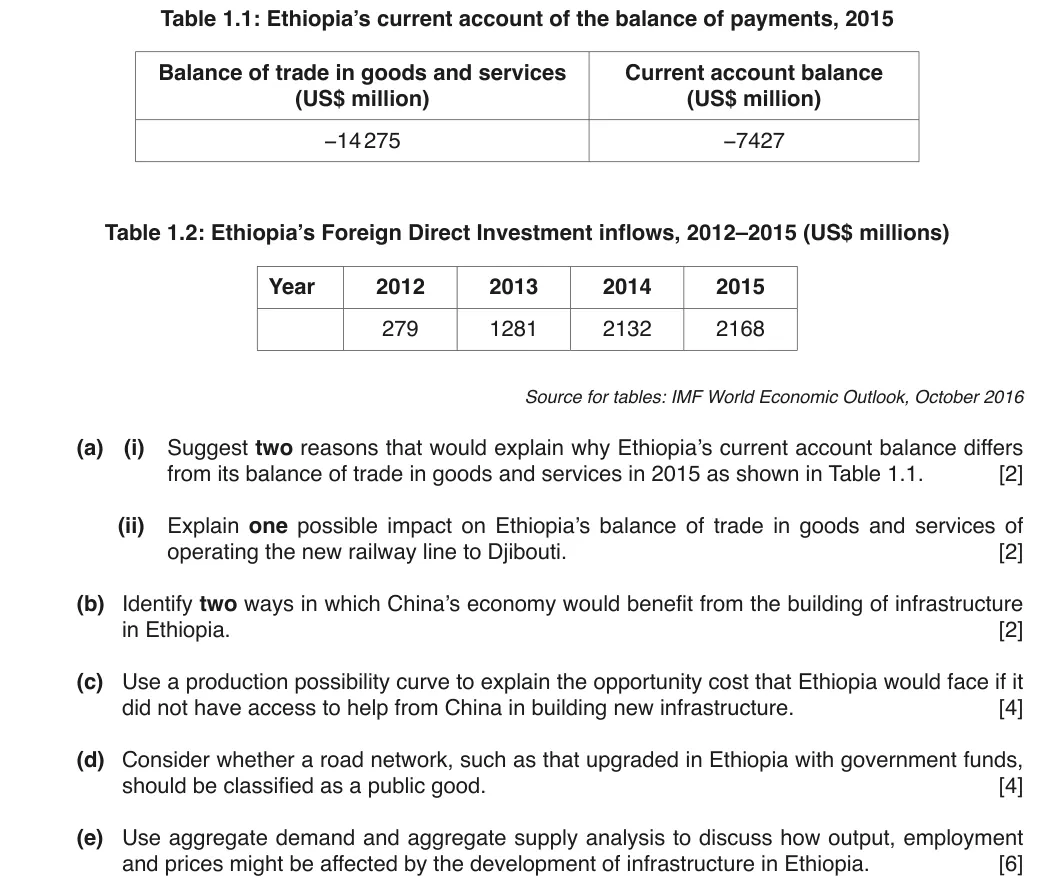 Table 1.1: Ethiopia’s current account of the balance of payments, 2015
Balance of trade in goods and services
(US$ million)
Current account balance
(US$ million)
–14 275
–7427
Table 1.2: Ethiopia’s Foreign Direct Investment inflows, 2012–2015 (US$ millions)
Year 2012 2013 2014 2015
279 1281 2132 2168
Source for tables: IMF World Economic Outlook, October 2016
(a) (i) Suggest two reasons that would explain why Ethiopia’s current account balance differs
from its balance of trade in goods and services in 2015 as shown in Table 1.1. [2]
(ii) Explain one possible impact on Ethiopia’s balance of trade in goods and services of
operating the new railway line to Djibouti. [2]
(b) Identify two ways in which China’s economy would benefit from the building of infrastructure
in Ethiopia. [2]
(c) Use a production possibility curve to explain the opportunity cost that Ethiopia would face if it
did not have access to help from China in building new infrastructure. [4]
(d) Consider whether a road network, such as that upgraded in Ethiopia with government funds,
should be classified as a public good. [4]
(e) Use aggregate demand and aggregate supply analysis to discuss how output, employment
and prices might be affected by the development of infrastructure in Ethiopia. [6]